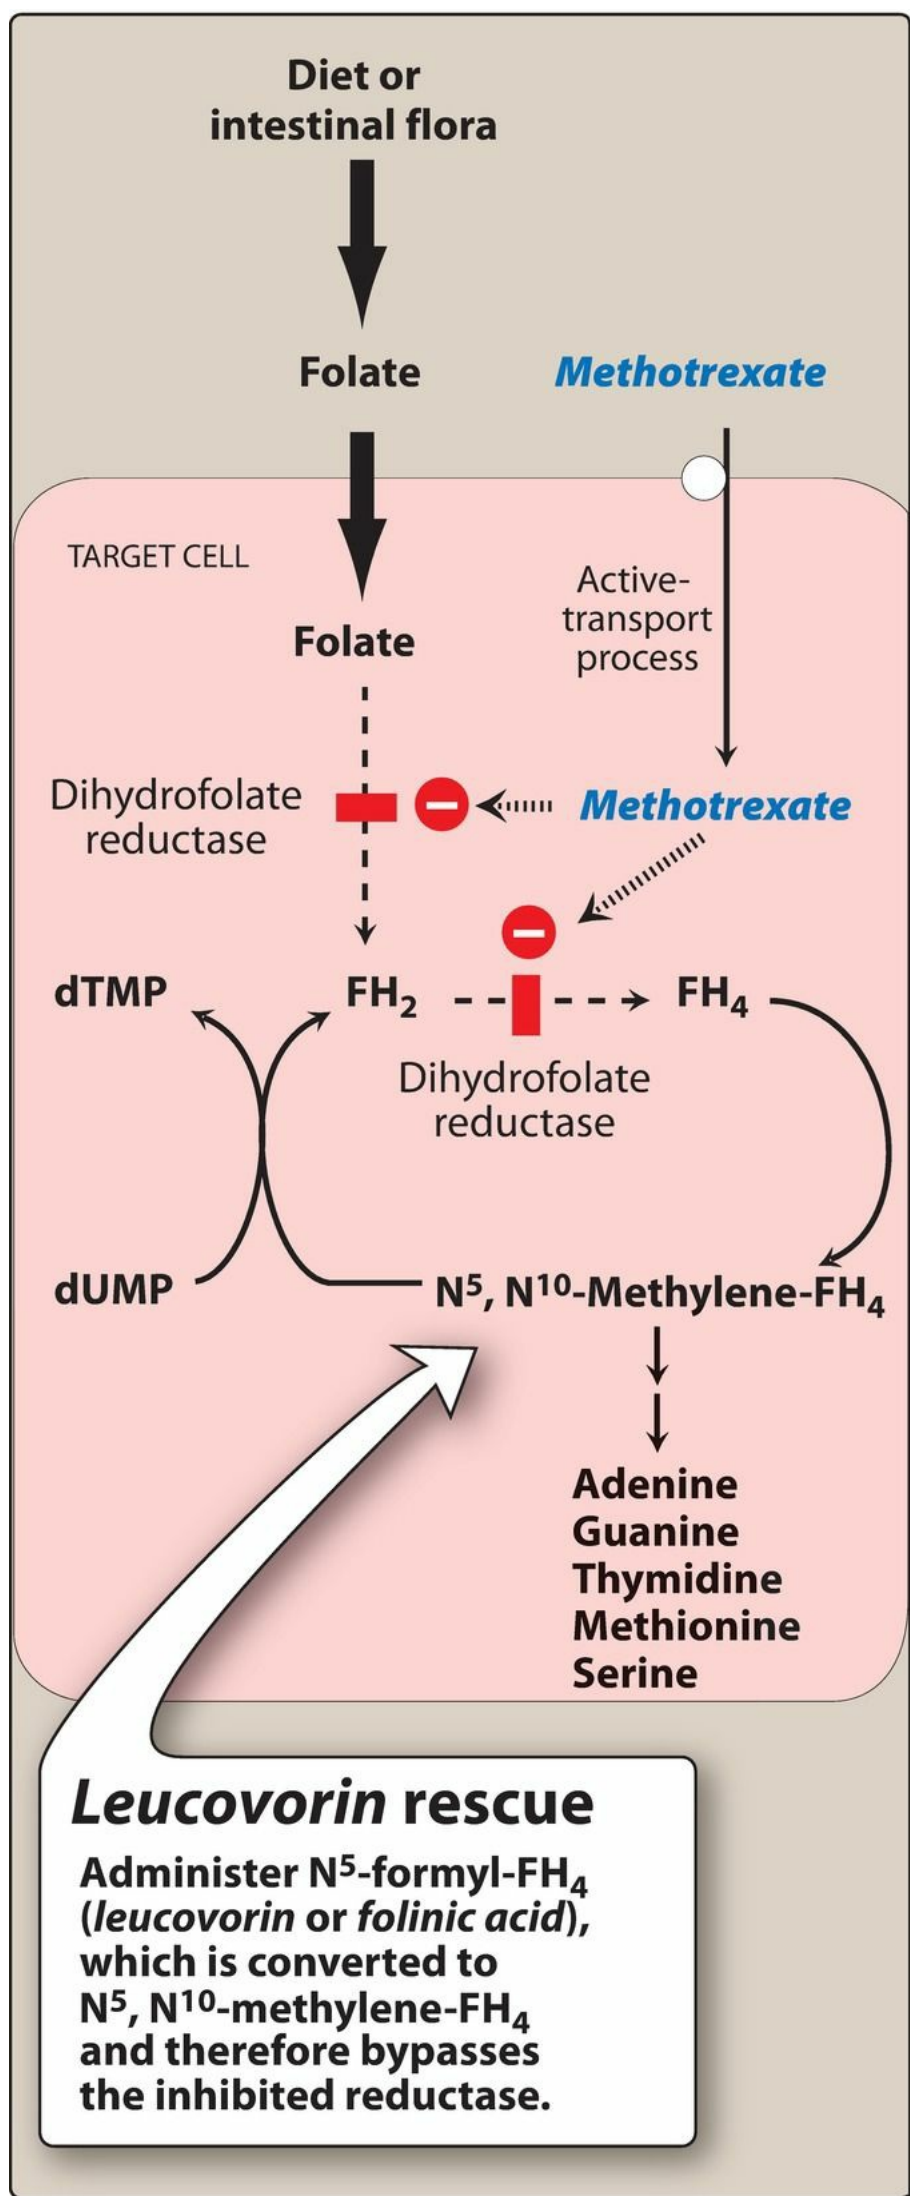 Diet or
intestinal flora
Folate
Methotrexate
TARGET CELL
Active-
transport
process
Folate
Dihydrofolate
reductase
Methotrexate
dTMP
FH₂
FH₄
Dihydrofolate
reductase
dUMP
N⁵, N¹⁰-Methylene-FH₄
Adenine
Guanine
Thymidine
Methionine
Serine
Leucovorin rescue
Administer N⁵-formyl-FH₄
(leucovorin or folinic acid),
which is converted to
N⁵, N¹⁰-methylene-FH₄
and therefore bypasses
the inhibited reductase.